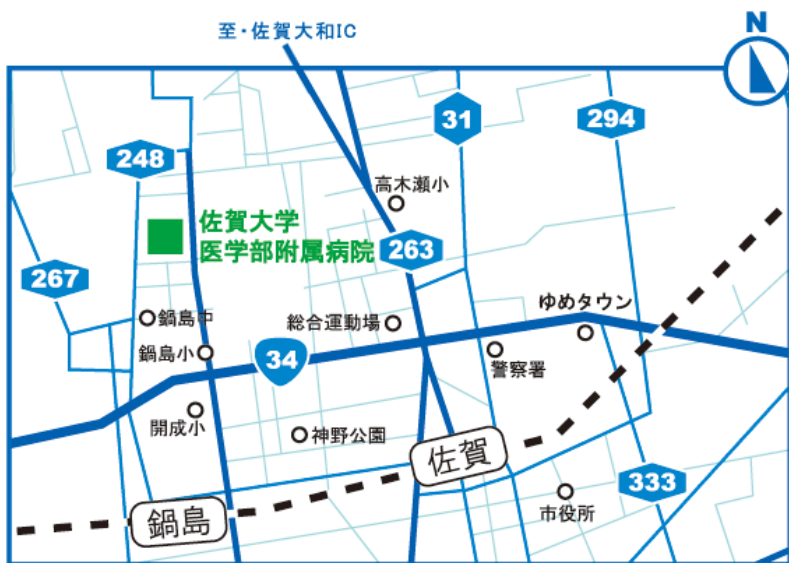 至・佐賀大和IC
N
31
294
248
高木瀬小
佐賀大学
医学部附属病院
263
267
ゆめタウン
鍋島中
総合運動場
鍋島小
34
警察署
開成小
神野公園
佐賀
333
市役所
鍋島